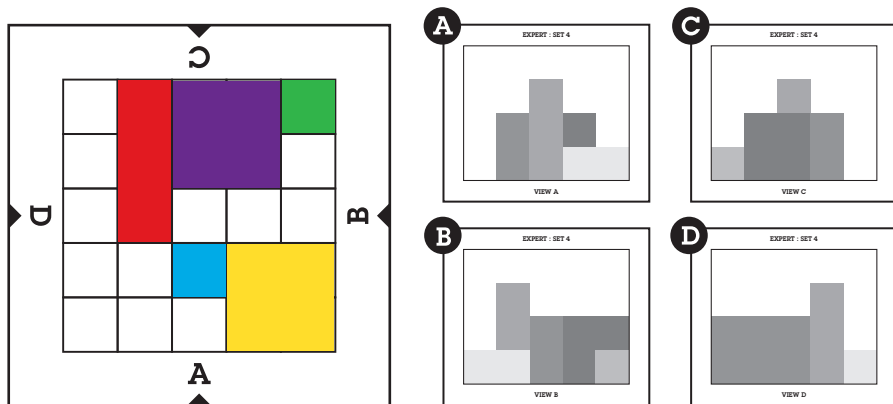 C
D
B
A
A
EXPERT : SET 4
VIEW A
C
EXPERT : SET 4
VIEW C
B
EXPERT : SET 4
VIEW B
D
EXPERT : SET 4
VIEW D